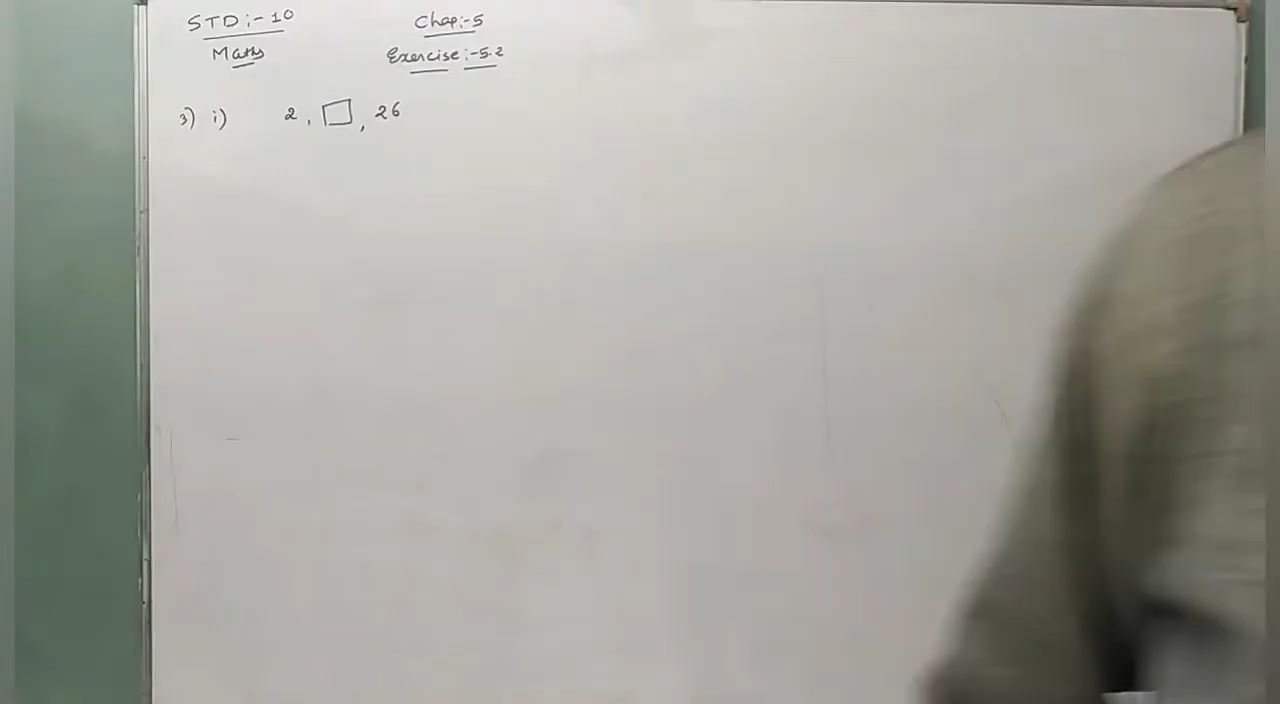 STD :- 10 Chap:-5
Maths Exercise :-5.2
3) i) 2, □, 26